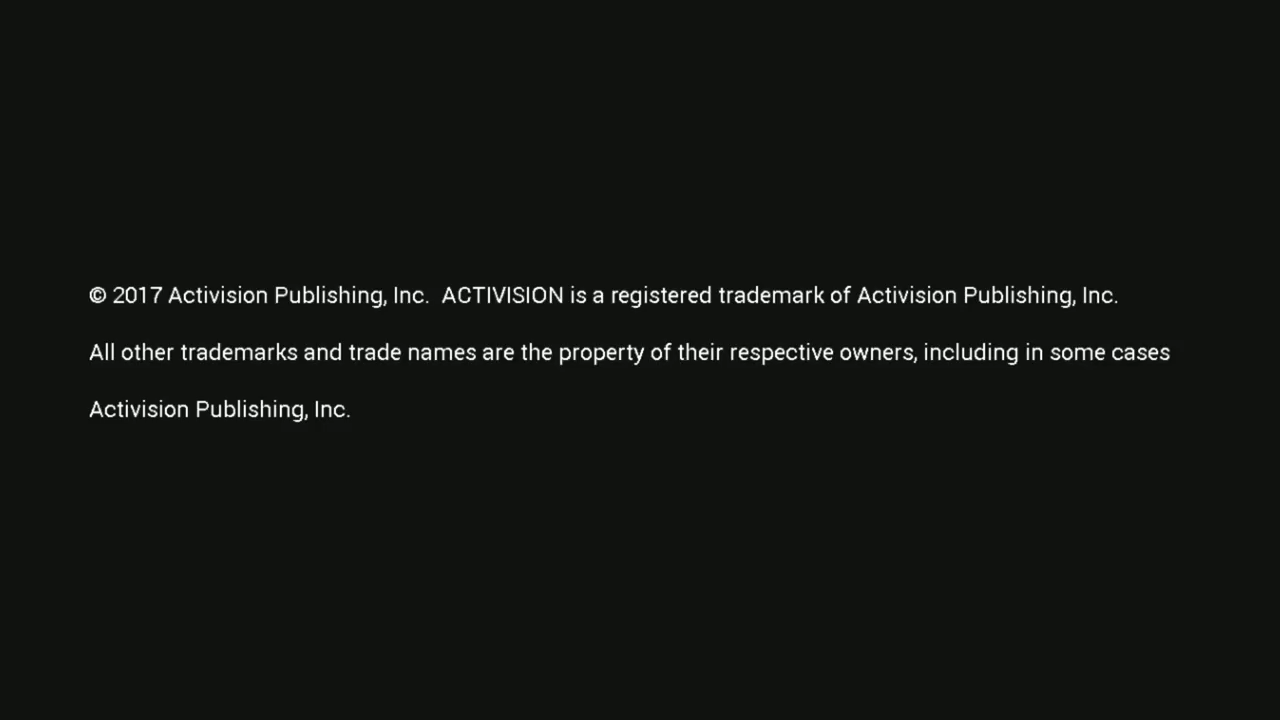 © 2017 Activision Publishing, Inc.  ACTIVISION is a registered trademark of Activision Publishing, Inc.
All other trademarks and trade names are the property of their respective owners, including in some cases
Activision Publishing, Inc.